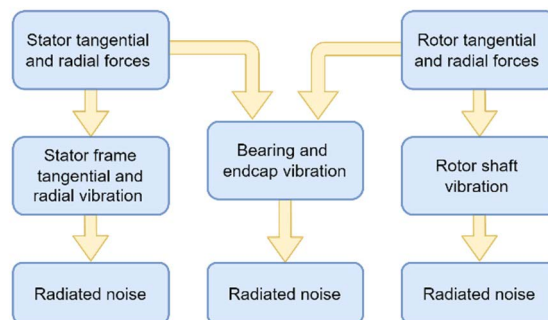 Stator tangential
and radial forces
Rotor tangential
and radial forces
Stator frame
tangential and
radial vibration
Bearing and
endcap vibration
Rotor shaft
vibration
Radiated noise
Radiated noise
Radiated noise